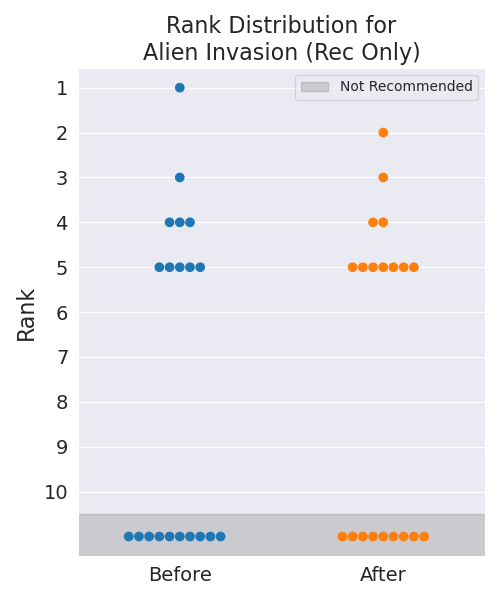 Rank Distribution for
Alien Invasion (Rec Only)
Not Recommended
1
2
3
4
5
6
7
8
9
10
Rank
Before
After